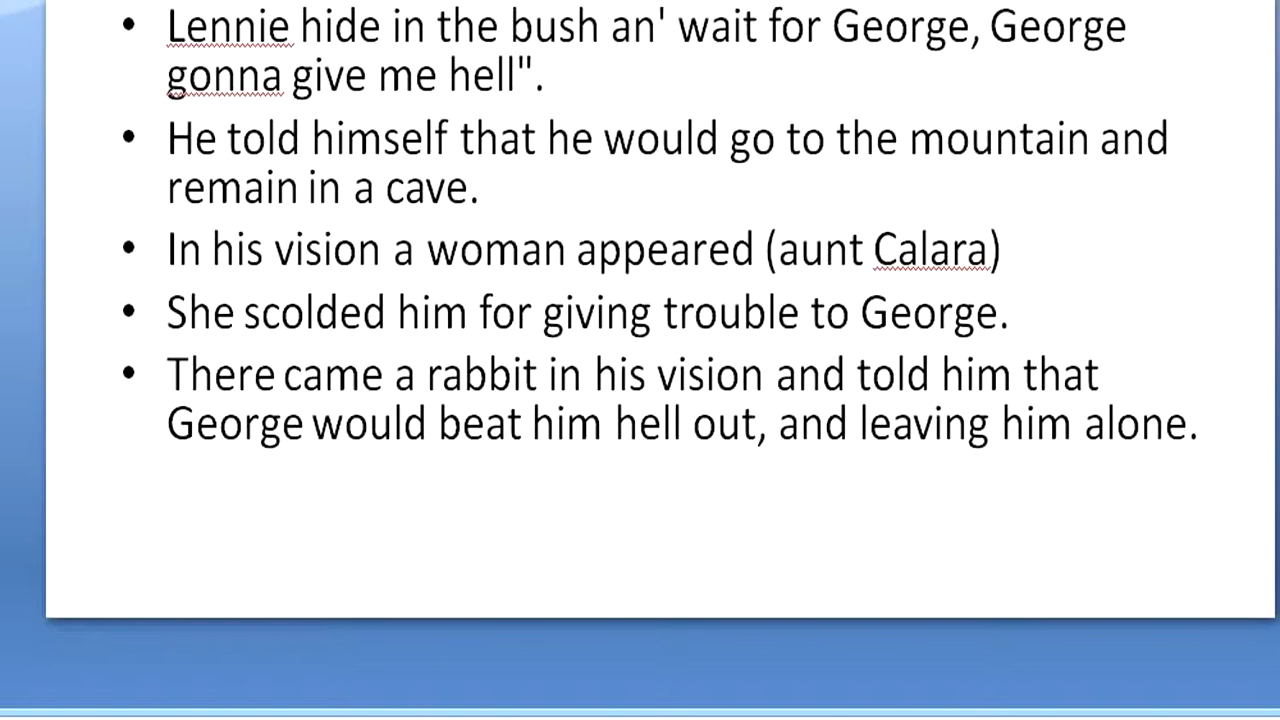 • Lennie hide in the bush an' wait for George, George
gonna give me hell".
• He told himself that he would go to the mountain and
remain in a cave.
• In his vision a woman appeared (aunt Calara)
• She scolded him for giving trouble to George.
• There came a rabbit in his vision and told him that
George would beat him hell out, and leaving him alone.